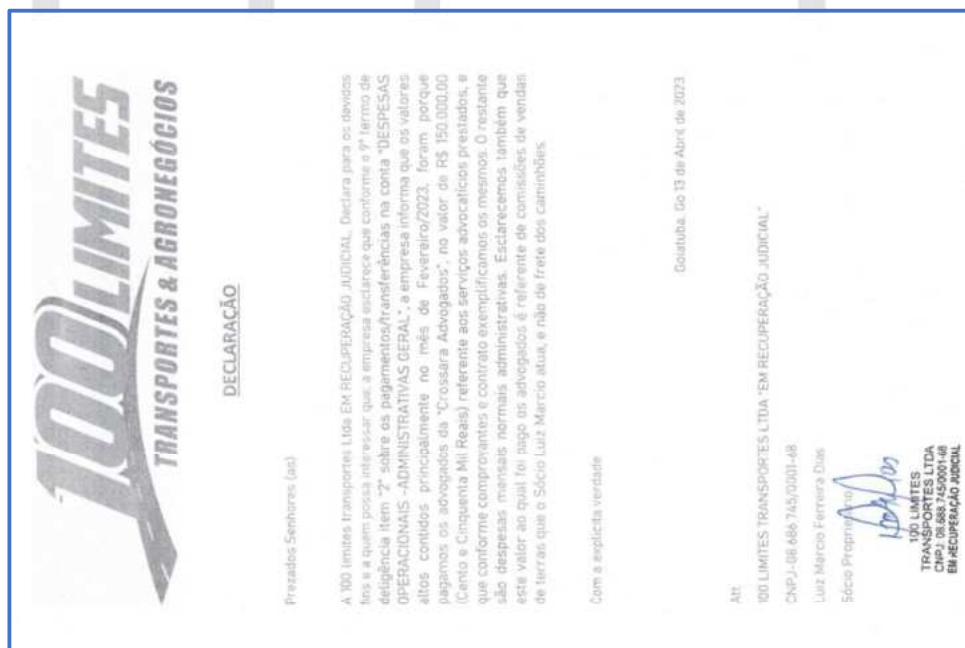 100LIMITES
TRANSPORTES & AGRONEGÓCIOS
DECLARAÇÃO
Prezados Senhores (as)
A 100 limites transportes Ltda EM RECUPERAÇÃO JUDICIAL, Declara para os devidos
fins e a quem possa interessar que, a empresa esclarece que conforme o 9º termo de
deligência item "2" sobre os pagamentos/transferências na conta "DESPESAS
OPERACIONAIS -ADMINISTRATIVAS GERAL", a empresa informa que os valores
altos contidos principalmente no mês de Fevereiro/2023, foram porque
pagamos os advogados da "Crossara Advogados", no valor de R$ 150.000,00
(Cento e Cinquenta Mil Reais) referente aos serviços advocatícios prestados, e
que conforme comprovantes e contrato exemplificamos os mesmos. O restante
são despesas mensais normais administrativas. Esclarecemos também que
este valor ao qual foi pago os advogados é referente de comissões de vendas
de terras que o Sócio Luiz Marcio atua, e não de frete dos caminhões.
Com a explicita verdade
Goiatuba, Go 13 de Abril de 2023
Att
100 LIMITES TRANSPORTES LTDA "EM RECUPERAÇÃO JUDICIAL"
CNPJ-08.686.745/0001-68
Luiz Marcio Ferreira Dias
Sócio Proprietário
100 LIMITES
TRANSPORTES LTDA
CNPJ: 08.688.745/0001-68
EM RECUPERAÇÃO JUDICIAL